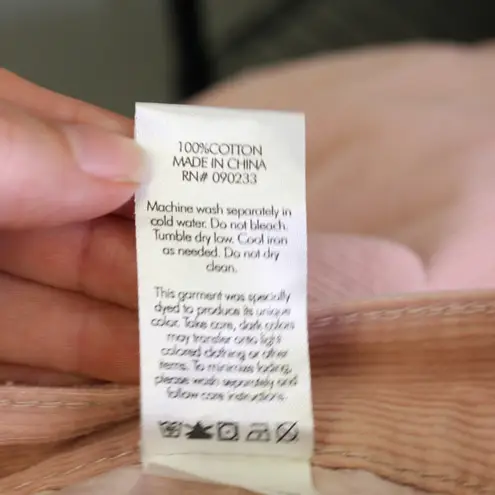 100%COTTON
MADE IN CHINA
RN# 090233
Machine wash separately in
cold water. Do not bleach.
Tumble dry low. Cool iron
as needed. Do not dry
clean.
This garment was specially
dyed to produce its unique
color. Take care, dark colors
may transfer onto light
colored clothing or other
items. To minimize fading,
please wash separately and
follow care instructions.